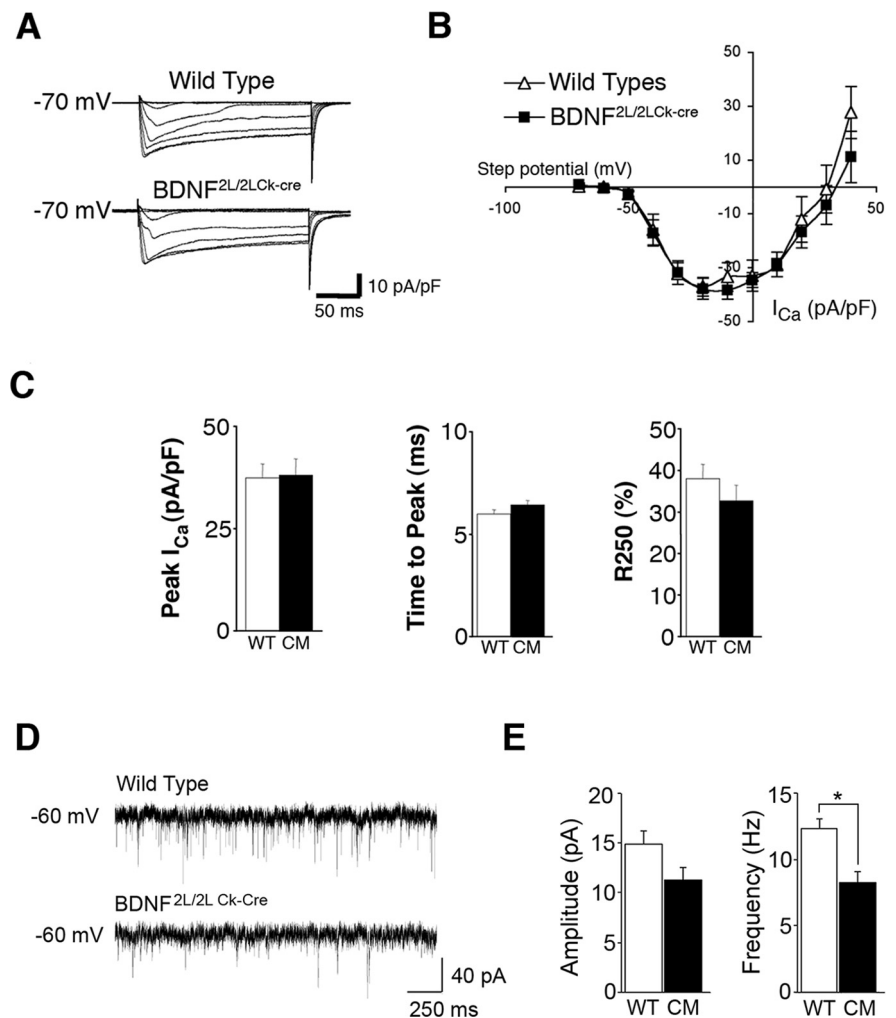 A
Wild Type
-70 mV
BDNF2L/2LCk-cre
-70 mV
10 pA/pF
50 ms
B
50
Wild Types
30
BDNF2L/2LCk-cre
10
Step potential (mV)
-100
-50
50
-10
-30
-50
ICa (pA/pF)
C
Peak ICa (pA/pF)
50
25
0
WT CM
Time to Peak (ms)
10
5
0
WT CM
R250 (%)
50
40
30
20
10
0
WT CM
D
Wild Type
-60 mV
BDNF2L/2L Ck-Cre
-60 mV
40 pA
250 ms
E
Amplitude (pA)
20
15
10
5
0
WT CM
Frequency (Hz)
15
10
5
0
*
WT CM